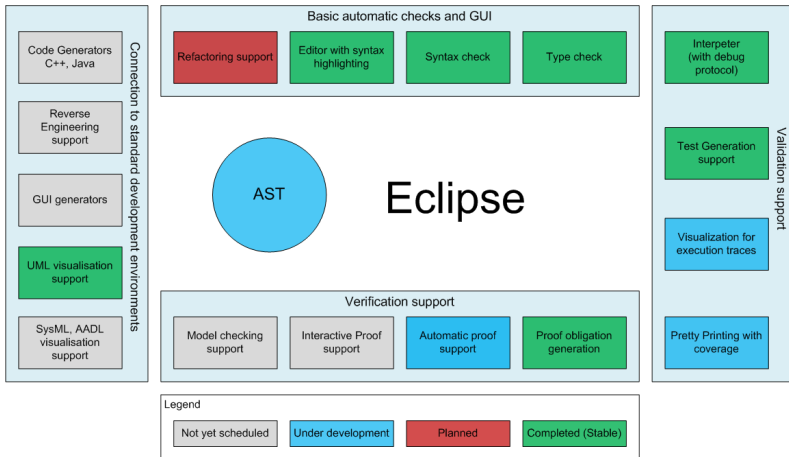 Basic automatic checks and GUI
Refactoring support
Editor with syntax
highlighting
Syntax check
Type check
Connection to standard development environments
Code Generators
C++, Java
Reverse
Engineering
support
GUI generators
UML visualisation
support
SysML, AADL
visualisation
support
AST
Eclipse
Validation support
Interpeter
(with debug
protocol)
Test Generation
support
Visualization for
execution traces
Pretty Printing with
coverage
Verification support
Model checking
support
Interactive Proof
support
Automatic proof
support
Proof obligation
generation
Legend
Not yet scheduled
Under development
Planned
Completed (Stable)